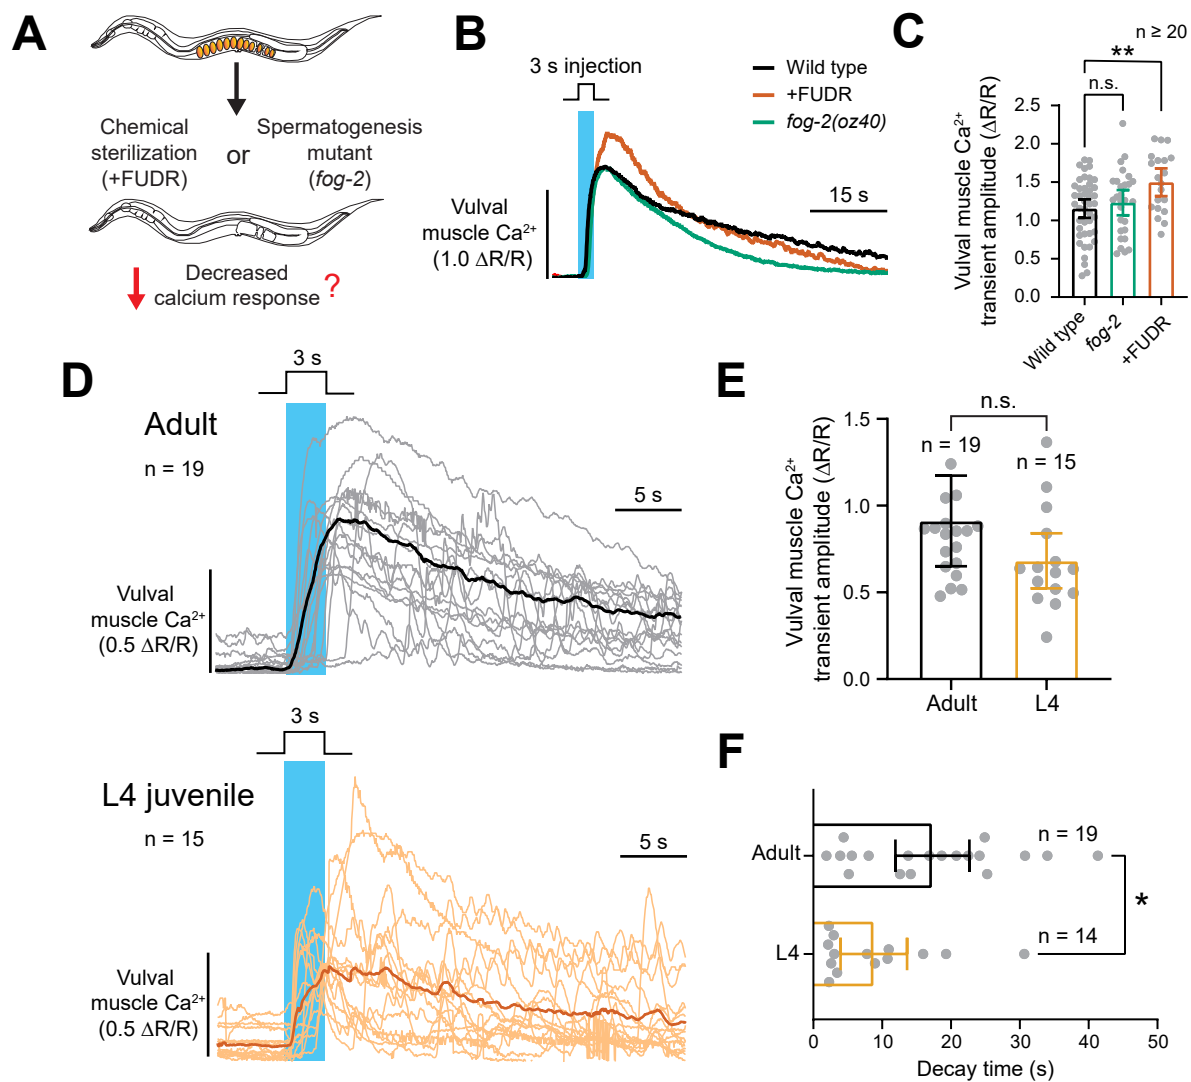 A
Chemical
sterilization
(+FUDR)
or
Spermatogenesis
mutant
(fog-2)
Decreased
calcium response
?
B
3 s injection
Wild type
+FUDR
fog-2(oz40)
Vulval
muscle Ca²⁺
(1.0 ΔR/R)
15 s
C
n ≥ 20
**
n.s.
Vulval muscle Ca²⁺
transient amplitude (ΔR/R)
2.5
2.0
1.5
1.0
0.5
0.0
Wild type
fog-2
+FUDR
D
3 s
Adult
n = 19
5 s
Vulval
muscle Ca²⁺
(0.5 ΔR/R)
3 s
L4 juvenile
n = 15
5 s
Vulval
muscle Ca²⁺
(0.5 ΔR/R)
E
n.s.
n = 19
n = 15
Vulval muscle Ca²⁺
transient amplitude (ΔR/R)
1.5
1.0
0.5
0.0
Adult
L4
F
Adult
L4
n = 19
n = 14
*
0 10 20 30 40 50
Decay time (s)